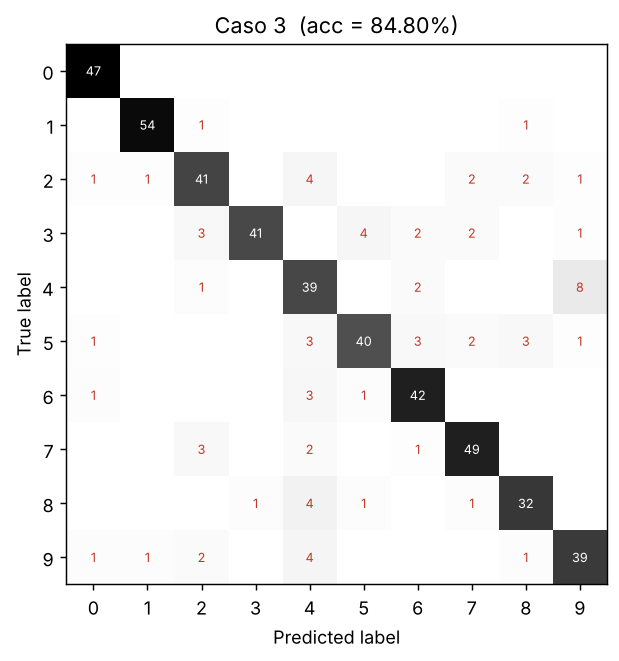 Caso 3 (acc = 84.80%)
True label
0 47
1 54 1 1
2 1 1 41 4 2 2 1
3 3 41 4 2 2 1
4 1 39 2 8
5 1 3 40 3 2 3 1
6 1 3 1 42
7 3 2 1 49
8 1 4 1 1 32
9 1 1 2 4 1 39
0 1 2 3 4 5 6 7 8 9
Predicted label